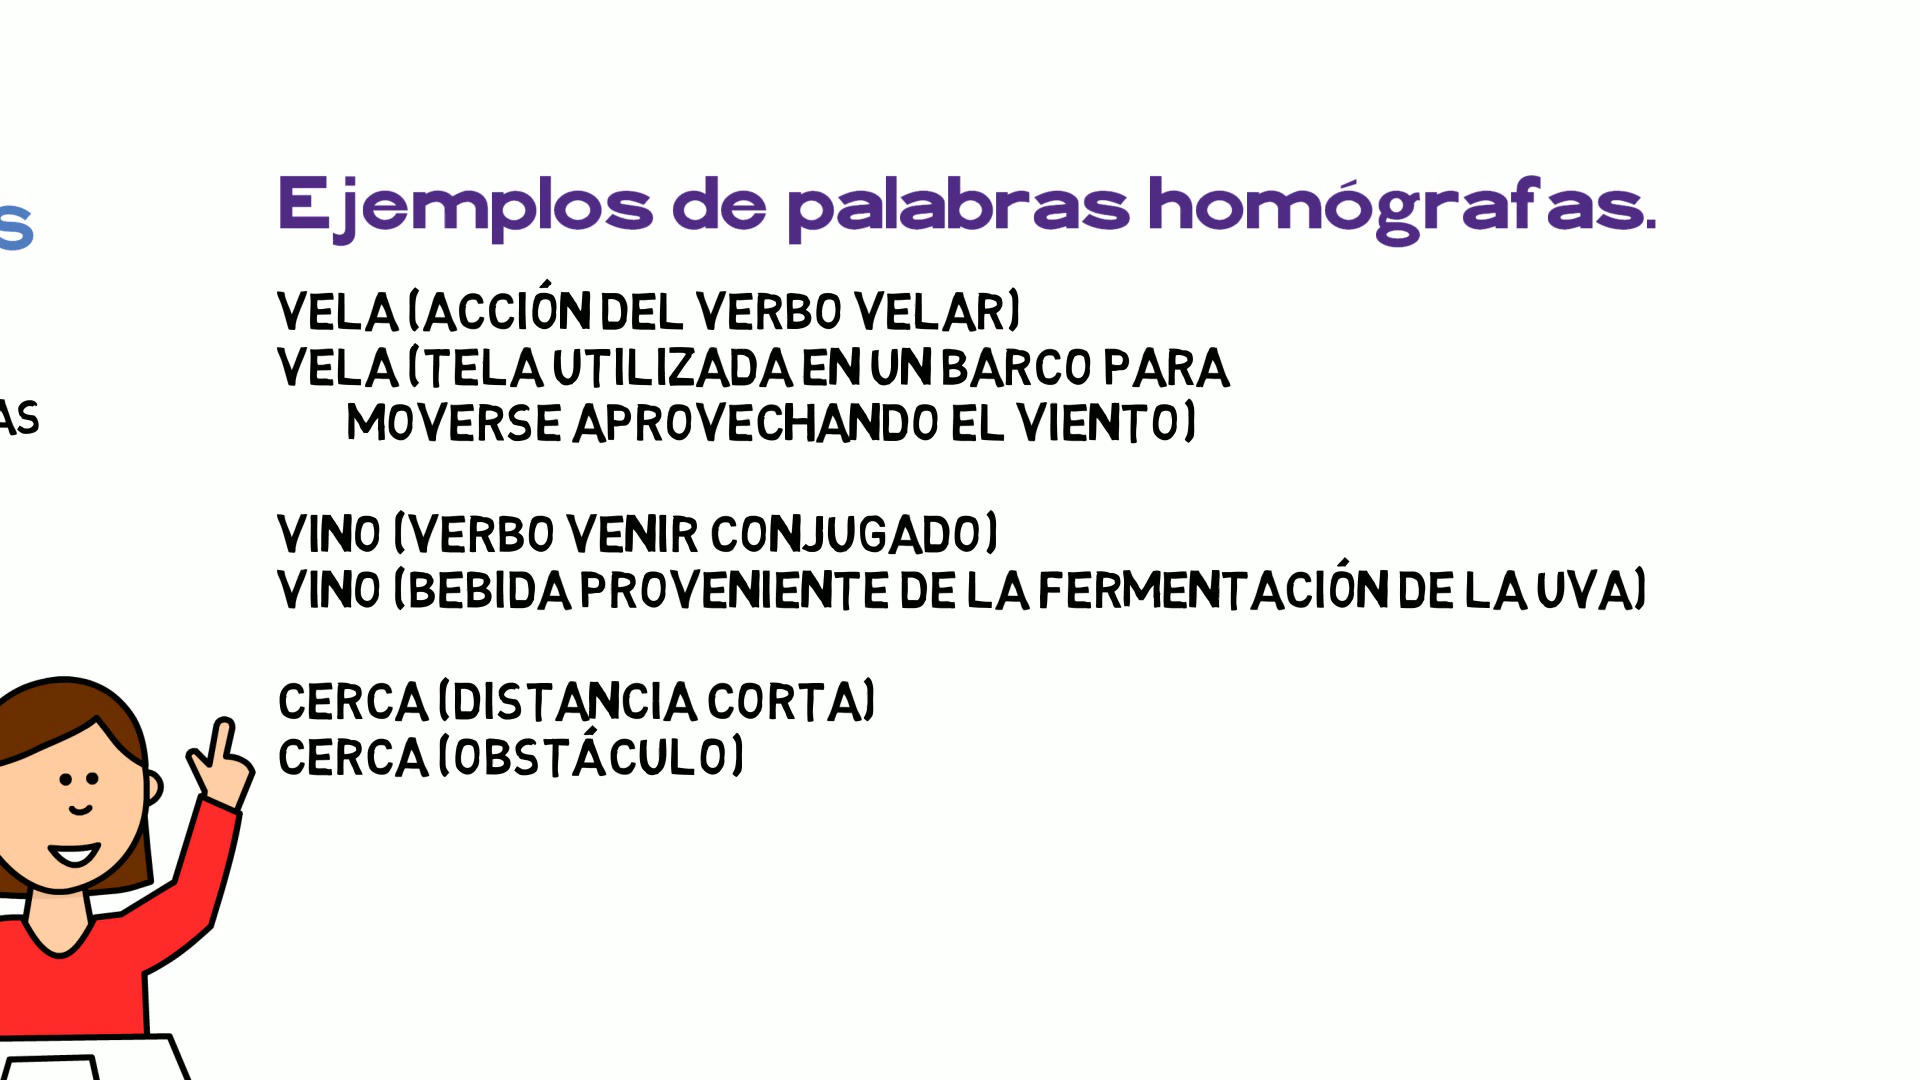 Ejemplos de palabras homógrafas.
VELA (ACCIÓN DEL VERBO VELAR)
VELA (TELA UTILIZADA EN UN BARCO PARA
MOVERSE APROVECHANDO EL VIENTO)
VINO (VERBO VENIR CONJUGADO)
VINO (BEBIDA PROVENIENTE DE LA FERMENTACIÓN DE LA UVA)
CERCA (DISTANCIA CORTA)
CERCA (OBSTÁCULO)